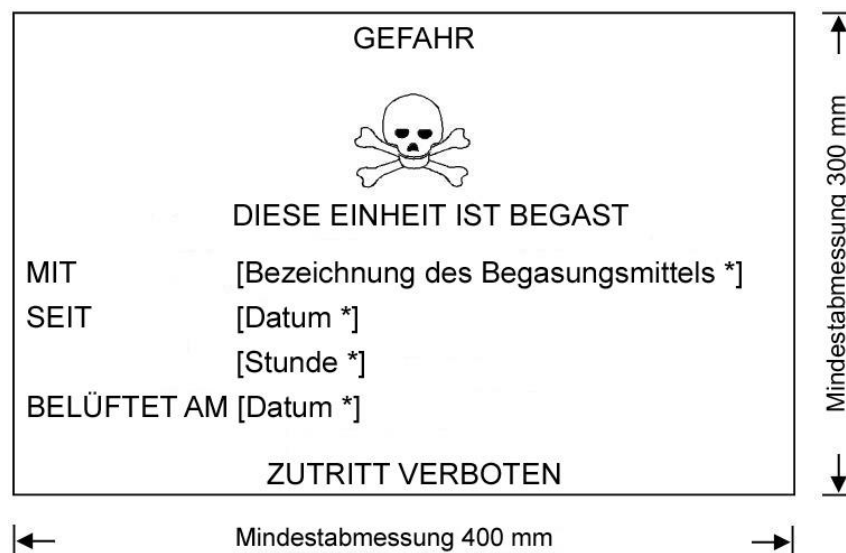 GEFAHR
DIESE EINHEIT IST BEGAST
MIT [Bezeichnung des Begasungsmittels *]
SEIT [Datum *]
[Stunde *]
BELÜFTET AM [Datum *]
ZUTRITT VERBOTEN
Mindestabmessung 300 mm
Mindestabmessung 400 mm